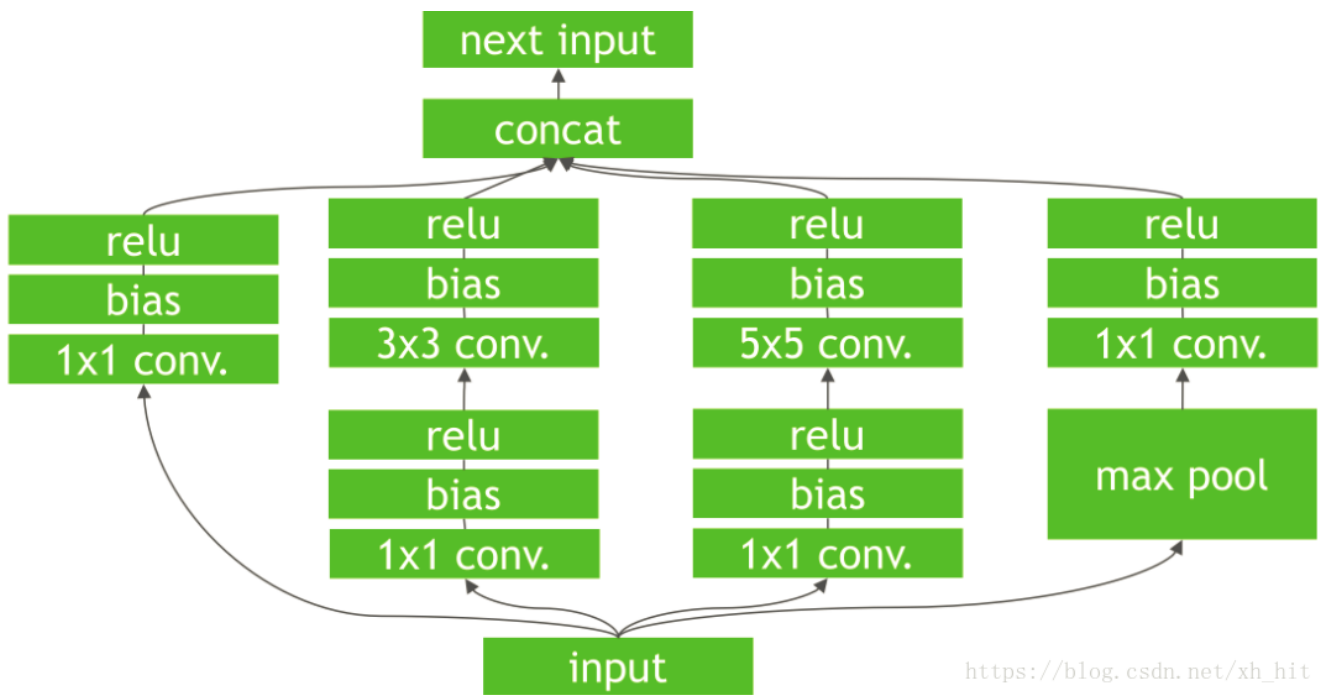 next input
concat
relu
bias
1x1 conv.
relu
bias
3x3 conv.
relu
bias
1x1 conv.
relu
bias
5x5 conv.
relu
bias
1x1 conv.
relu
bias
1x1 conv.
max pool
input
https://blog.csdn.net/xh_hit